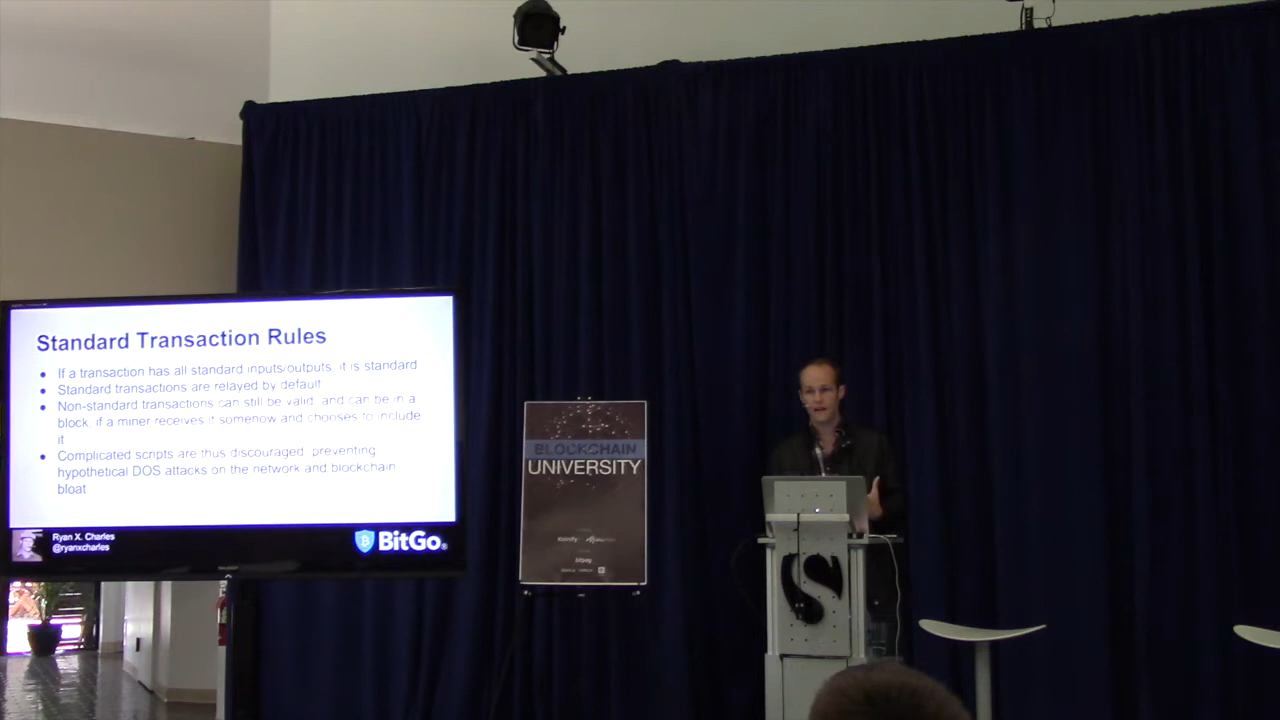 Standard Transaction Rules
● If a transaction has all standard inputs/outputs, it is standard
● Standard transactions are relayed by default
● Non-standard transactions can still be valid, and can be in a
block, if a miner receives it somehow and chooses to include
it
● Complicated scripts are thus discouraged, preventing
hypothetical DOS attacks on the network and blockchain
bloat
Ryan X. Charles
@ryanxcharles
BitGo®
BLOCKCHAIN
UNIVERSITY
Koinify
bitpay
S